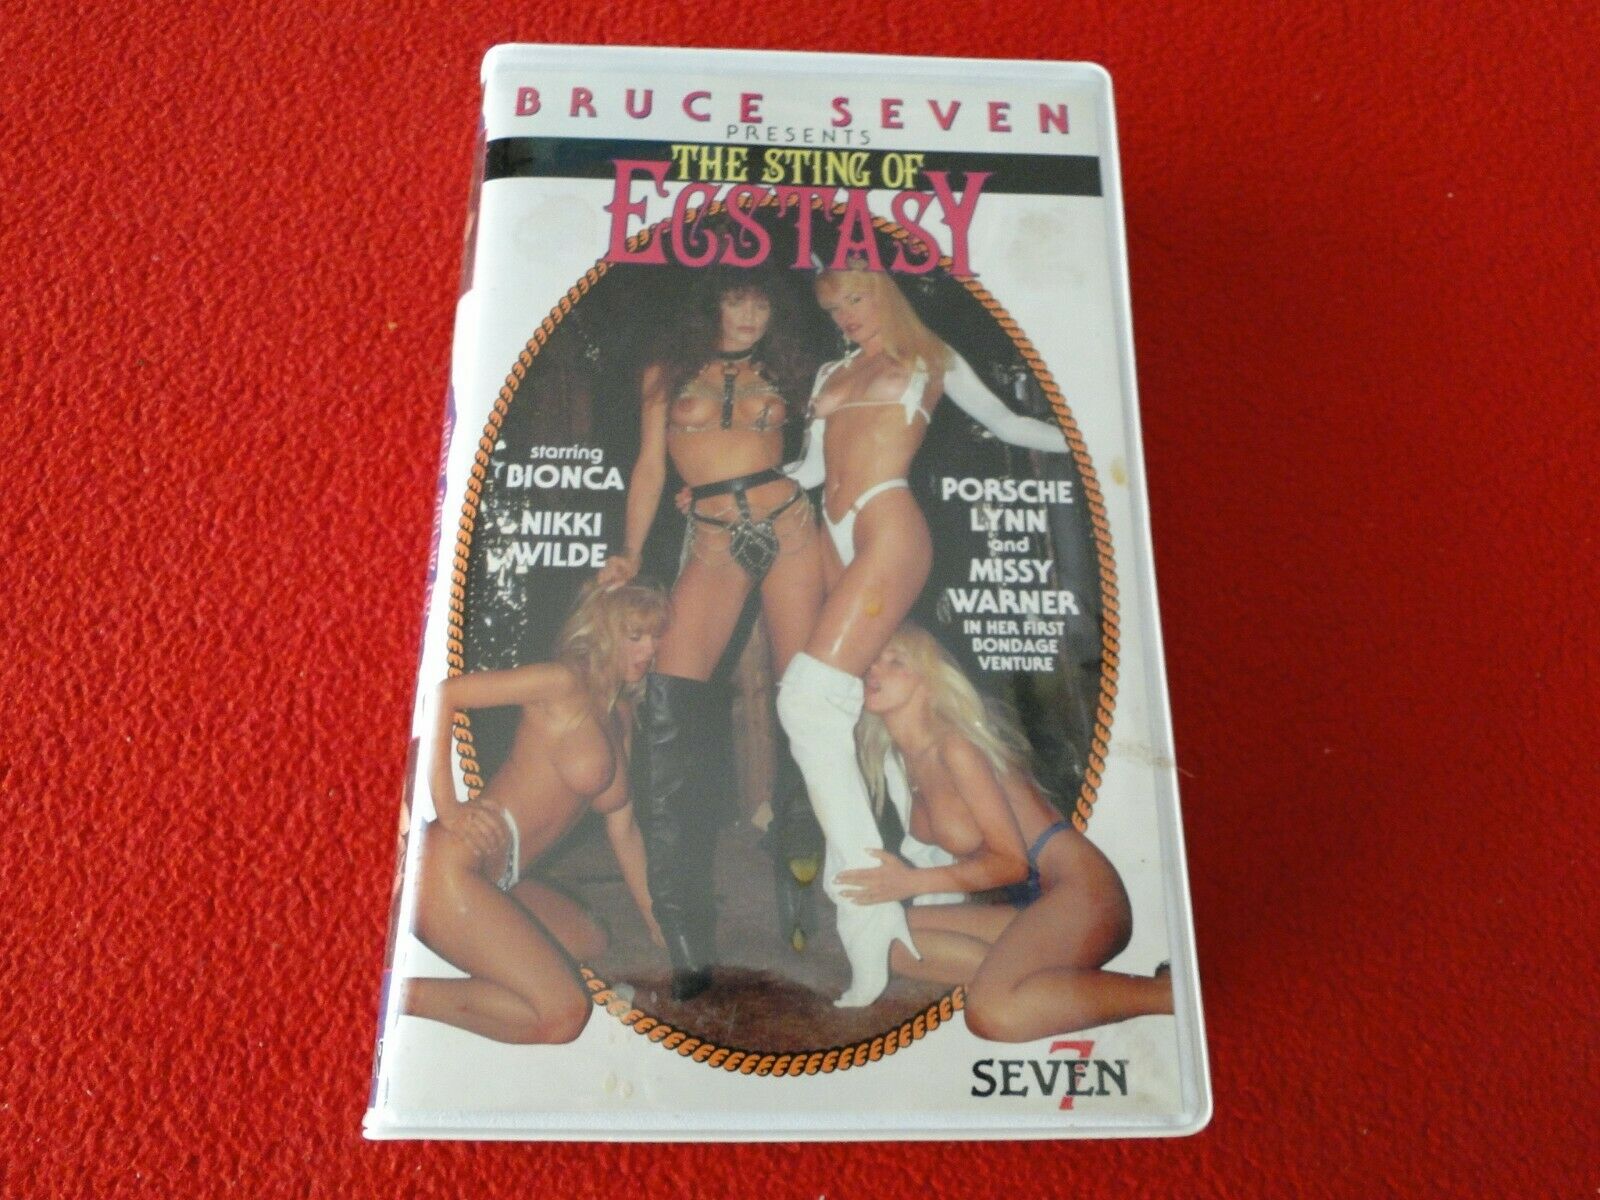 BRUCE SEVEN
PRESENTS
THE STING OF
ECSTASY
starring
BIONCA
NIKKI
WILDE
PORSCHE
LYNN
and
MISSY
WARNER
IN HER FIRST
BONDAGE
VENTURE
7
SEVEN